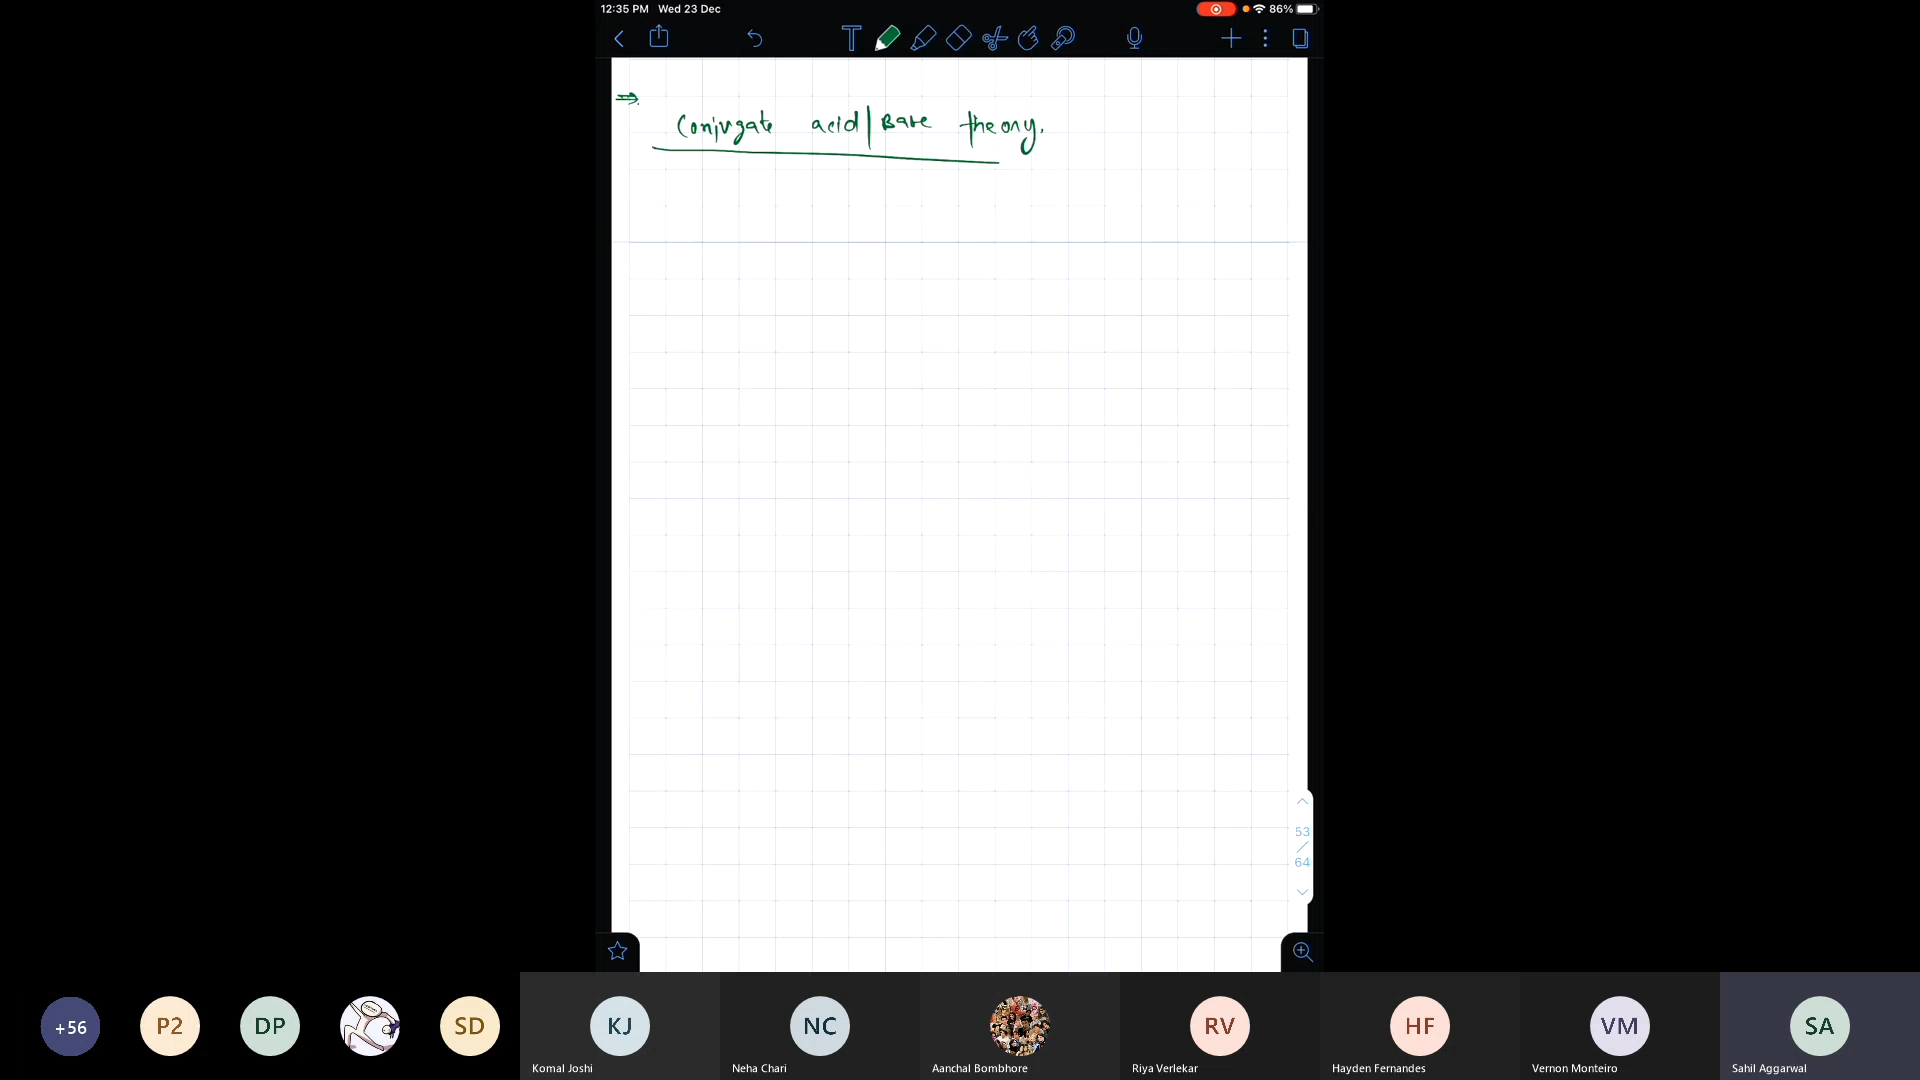 12:35 PM Wed 23 Dec
86%
T
⇒
Conjugate acid | Base theory.
53
/
64
+56
P2
DP
SD
KJ
NC
RV
HF
VM
SA
Komal Joshi
Neha Chari
Aanchal Bombhore
Riya Verlekar
Hayden Fernandes
Vernon Monteiro
Sahil Aggarwal